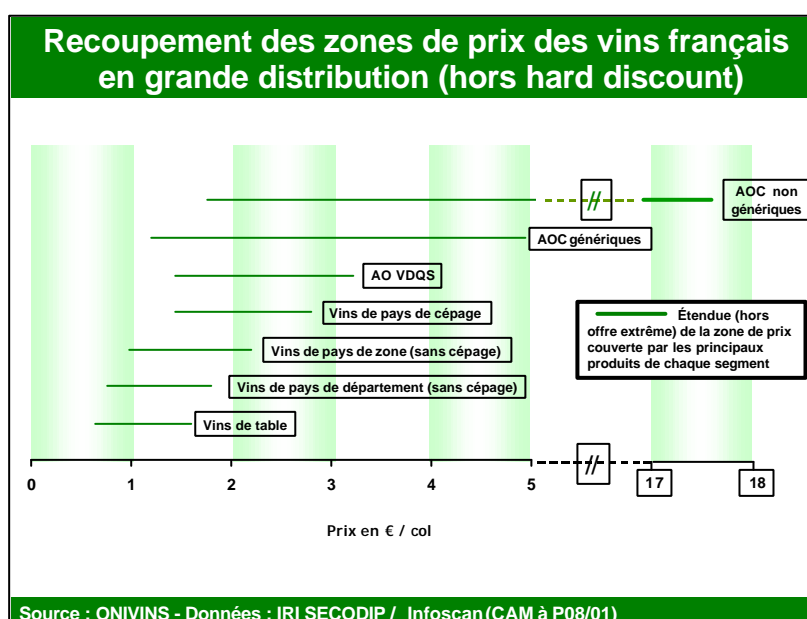 Recoupement des zones de prix des vins français
en grande distribution (hors hard discount)
//
AOC non
génériques
AOC génériques
AO VDQS
Vins de pays de cépage
Étendue (hors
offre extrême) de la zone de prix
couverte par les principaux
produits de chaque segment
Vins de pays de zone (sans cépage)
Vins de pays de département (sans cépage)
Vins de table
//
0 1 2 3 4 5 17 18
Prix en € / col
Source : ONIVINS - Données : IRI SECODIP / Infoscan (CAM à P08/01)